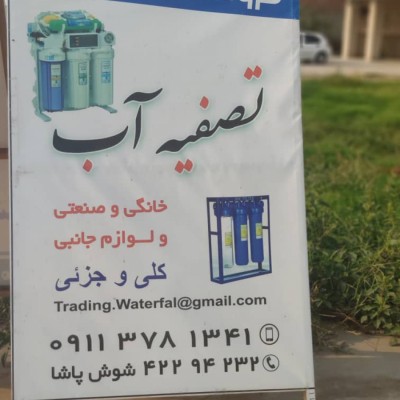 تصفیه آب
خانگی و صنعتی
و لوازم جانبی
کلی و جزئی
Trading.Waterfal@gmail.com
۰۹۱۱ ۳۷۸ ۱۳۴۱
۴۲۲ ۹۴ ۲۳۲ شوش پاشا